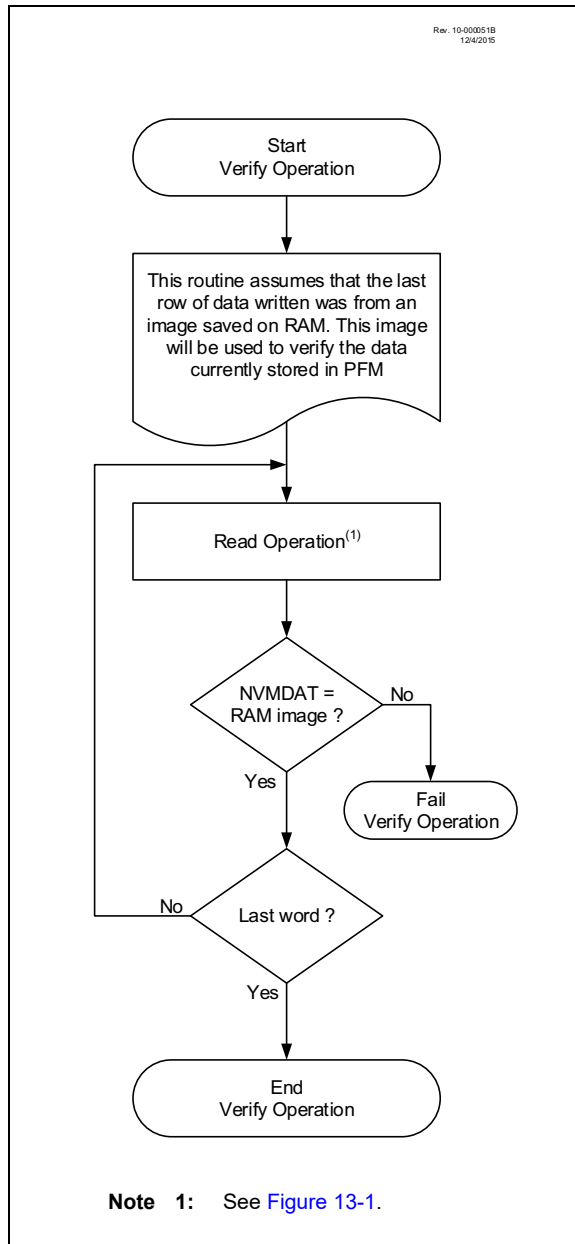 Rev. 10-000051B
12/4/2015
Start
Verify Operation
This routine assumes that the last
row of data written was from an
image saved on RAM. This image
will be used to verify the data
currently stored in PFM
Read Operation(1)
NVMDAT =
RAM image ?
No
Yes
Fail
Verify Operation
Last word ?
No
Yes
End
Verify Operation
Note 1: See Figure 13-1.